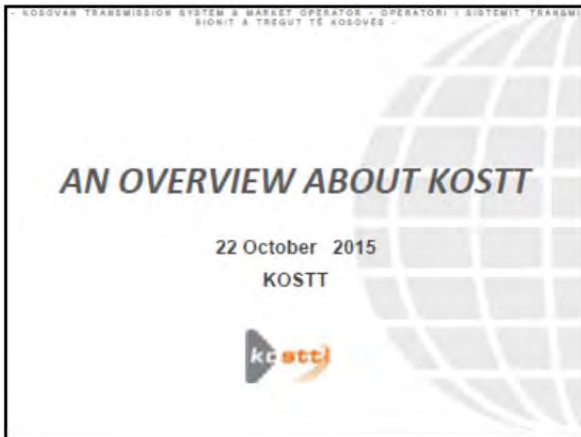 - KOSOVAN TRANSMISSION SYSTEM & MARKET OPERATOR - OPERATORI I SISTEMIT TRANSMI
SIONIT & TREGUT TË KOSOVËS -
AN OVERVIEW ABOUT KOSTT
22 October 2015
KOSTT
kostt